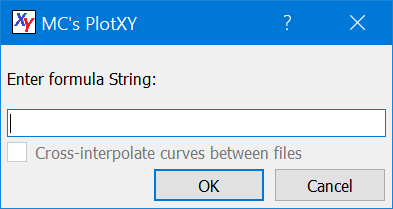 XY MC's PlotXY ?
Enter formula String:
Cross-interpolate curves between files
OK Cancel